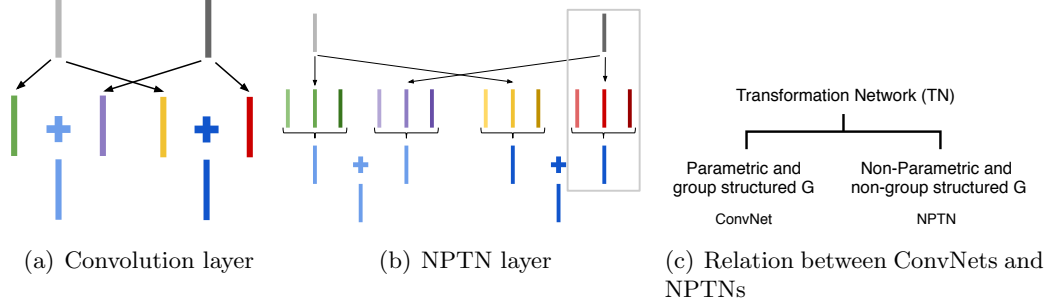 Transformation Network (TN)
Parametric and
group structured G
Non-Parametric and
non-group structured G
ConvNet
NPTN
(a) Convolution layer
(b) NPTN layer
(c) Relation between ConvNets and
NPTNs